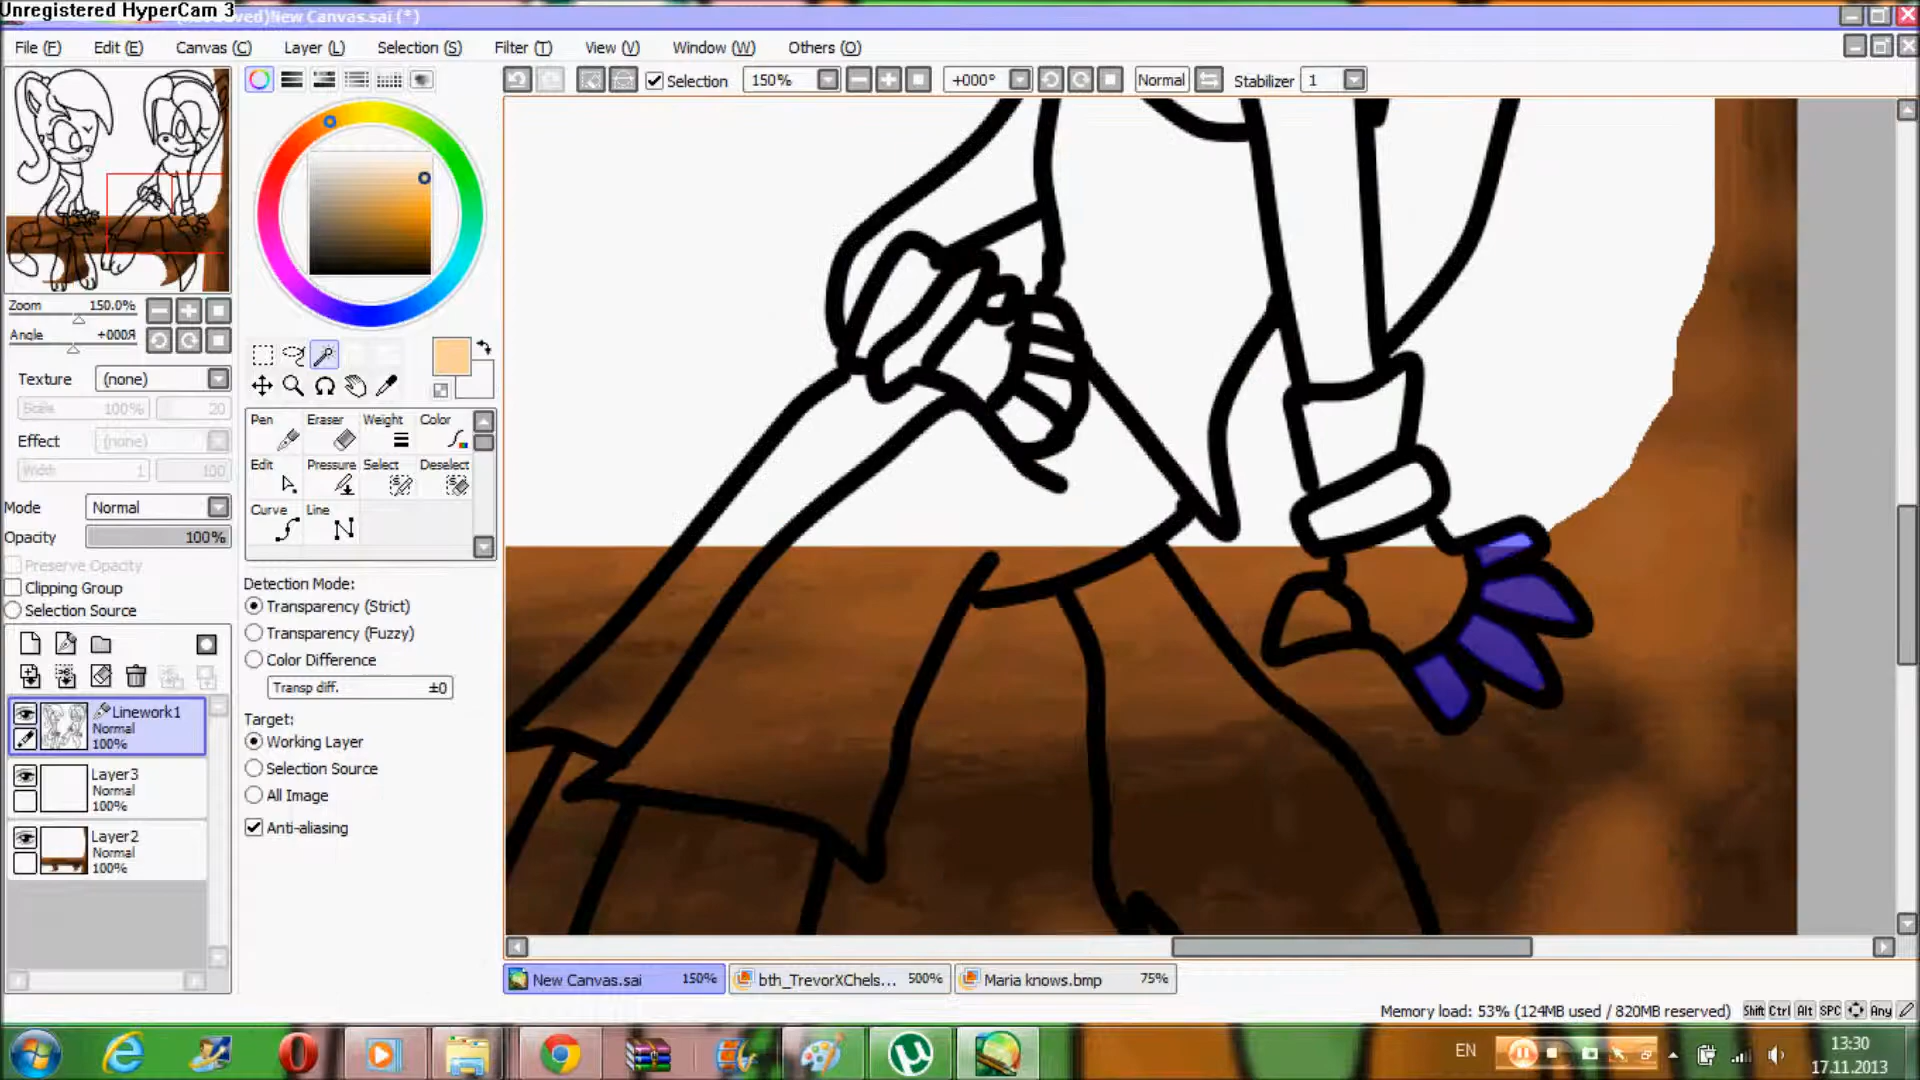 Unregistered HyperCam 3
New Canvas.sai (*)
File (F) Edit (E) Canvas (C) Layer (L) Selection (S) Filter (T) View (V) Window (W) Others (O)
Selection 150% +000° Normal Stabilizer 1
Zoom 150.0%
Angle +000Я
Texture (none)
Scale 100% 20
Effect (none)
Width 1 100
Mode Normal
Opacity 100%
Preserve Opacity
Clipping Group
Selection Source
Linework1
Normal
100%
Layer3
Normal
100%
Layer2
Normal
100%
Pen Eraser Weight Color
Edit Pressure Select Deselect
Curve Line
Detection Mode:
Transparency (Strict)
Transparency (Fuzzy)
Color Difference
Transp diff. ±0
Target:
Working Layer
Selection Source
All Image
Anti-aliasing
New Canvas.sai 150% bth_TrevorXChels... 500% Maria knows.bmp 75%
Memory load: 53% (124MB used / 820MB reserved) Shift Ctrl Alt SPC Any
EN
13:30
17.11.2013